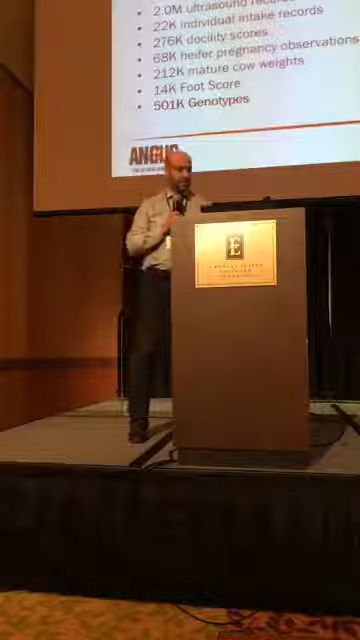 • 2.0M ultrasound records
• 22K individual intake records
• 276K docility scores
• 68K heifer pregnancy observations
• 212K mature cow weights
• 14K Foot Score
• 501K Genotypes
ANGUS
E